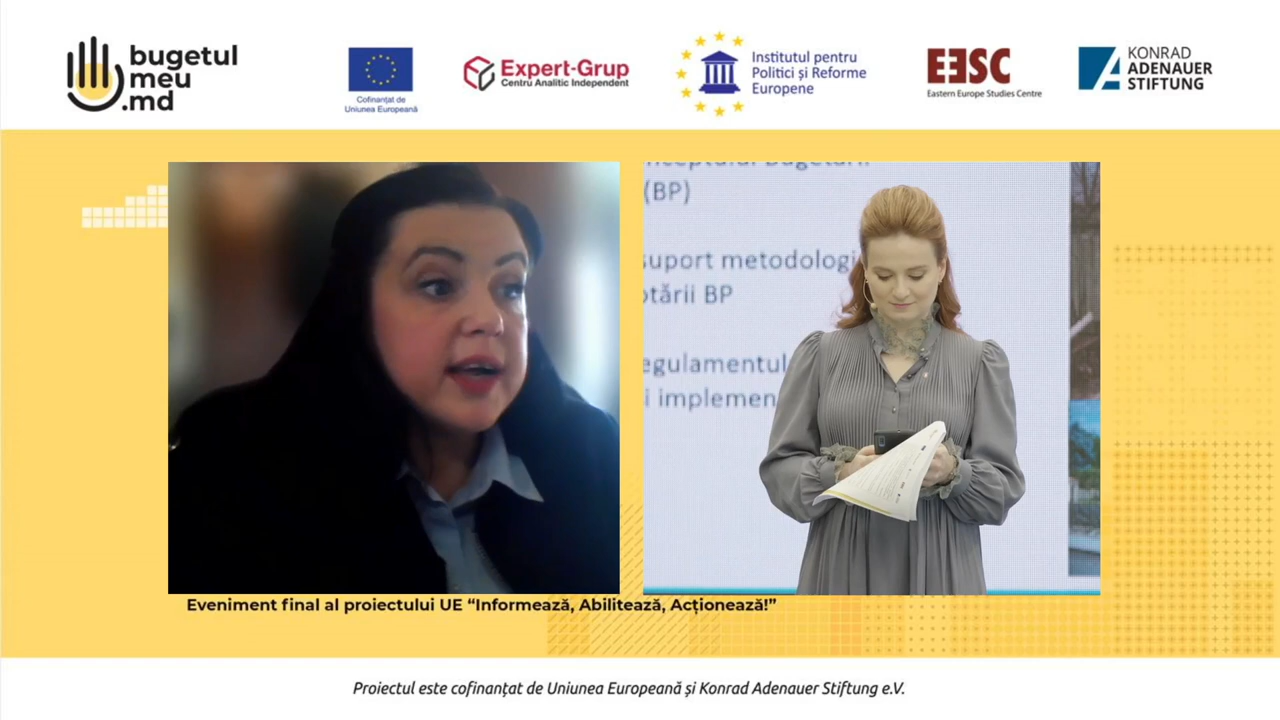 bugetul
meu
.md
Cofinanțat de
Uniunea Europeană
Expert-Grup
Centru Analitic Independent
Institutul pentru
Politici și Reforme
Europene
EESC
Eastern Europe Studies Centre
KONRAD
ADENAUER
STIFTUNG
(BP)
suport metodologi
otării BP
egulamentul
i implemen
Eveniment final al proiectului UE “Informează, Abilitează, Acționează!”
Proiectul este cofinanțat de Uniunea Europeană și Konrad Adenauer Stiftung e.V.